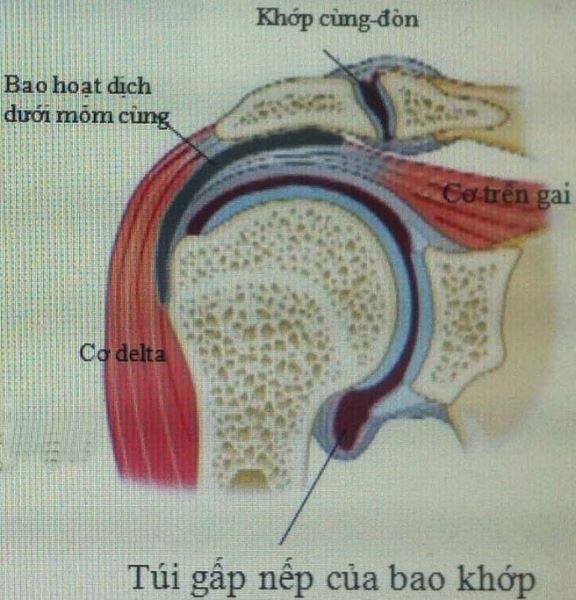 Khớp cùng-đòn
Bao hoạt dịch
dưới mỏm cùng
Cơ trên gai
Cơ delta
Túi gấp nếp của bao khớp